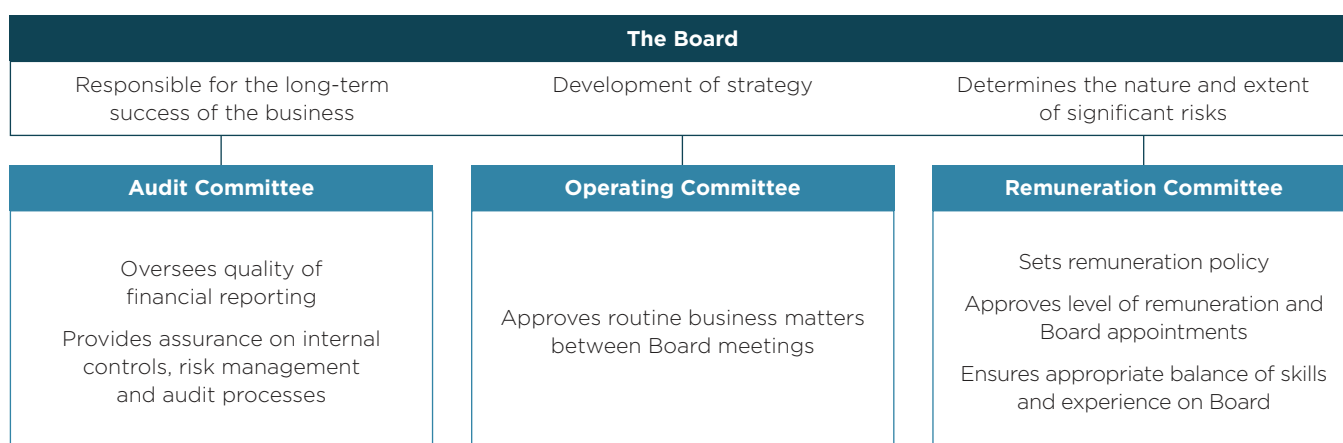 The Board
Responsible for the long-term
success of the business
Development of strategy
Determines the nature and extent
of significant risks
Audit Committee
Oversees quality of
financial reporting
Provides assurance on internal
controls, risk management
and audit processes
Operating Committee
Approves routine business matters
between Board meetings
Remuneration Committee
Sets remuneration policy
Approves level of remuneration and
Board appointments
Ensures appropriate balance of skills
and experience on Board